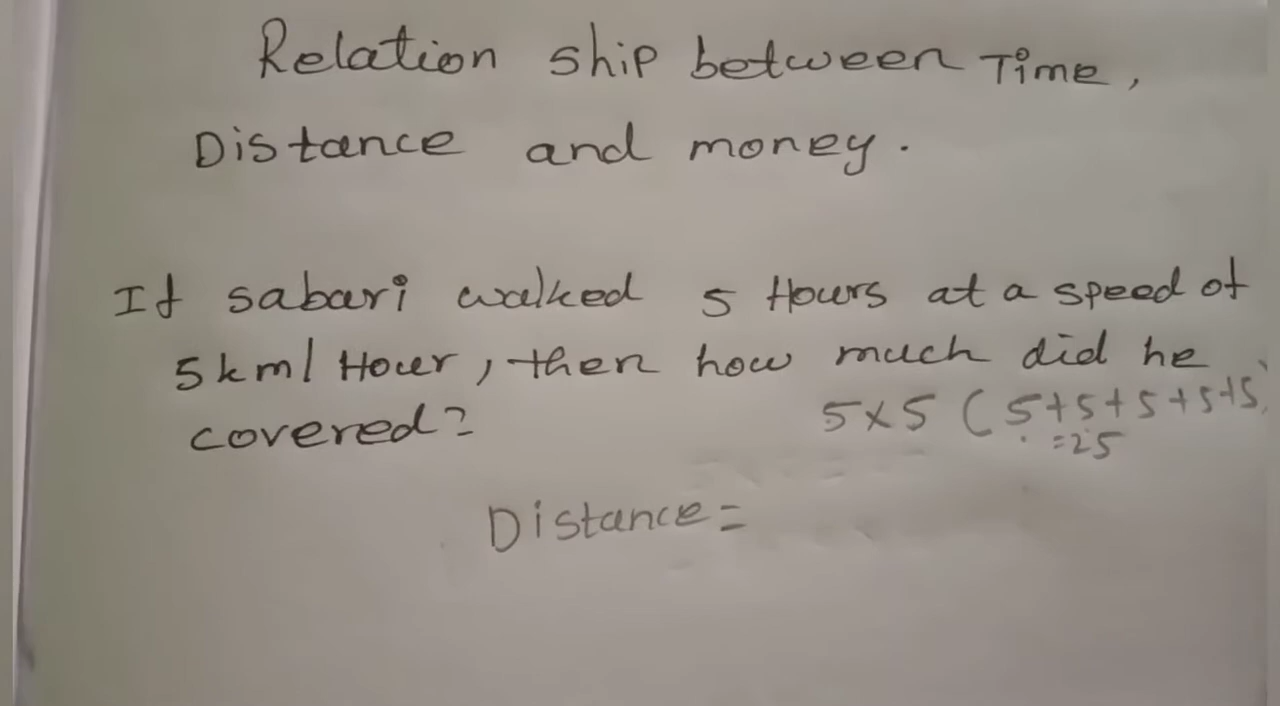 Relation ship between Time,
Distance and money.
If sabari walked 5 Hours at a speed of
5km/Hour, then how much did he
covered?
5x5 (5+5+5+5+5)
=25
Distance=